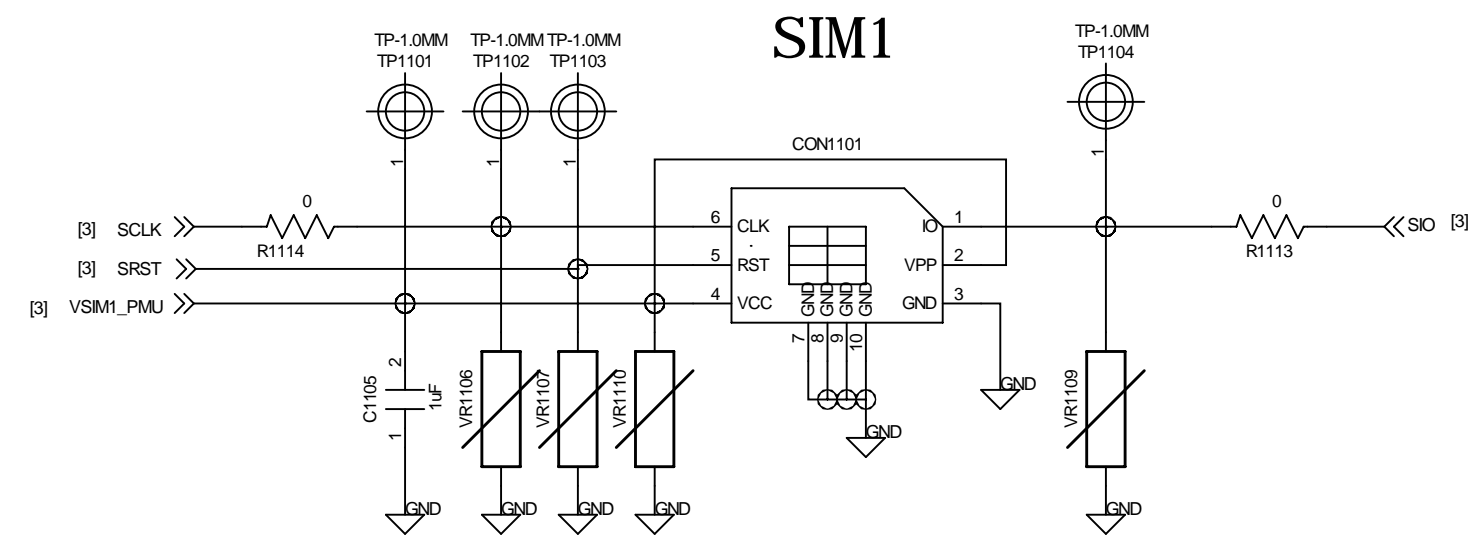 SIM1
TP-1.0MM
TP1101
TP-1.0MM
TP1102
TP-1.0MM
TP1103
TP-1.0MM
TP1104
1
1
1
1
CON1101
[3] SCLK
0
R1114
6
CLK
IO
1
0
R1113
SIO [3]
[3] SRST
5
RST
VPP
2
[3] VSIM1_PMU
4
VCC
GND
3
GND
GND
GND
GND
7
8
9
10
GND
GND
2
C1105
1uF
1
VR1106
VR1107
VR1110
VR1109
GND
GND
GND
GND
GND